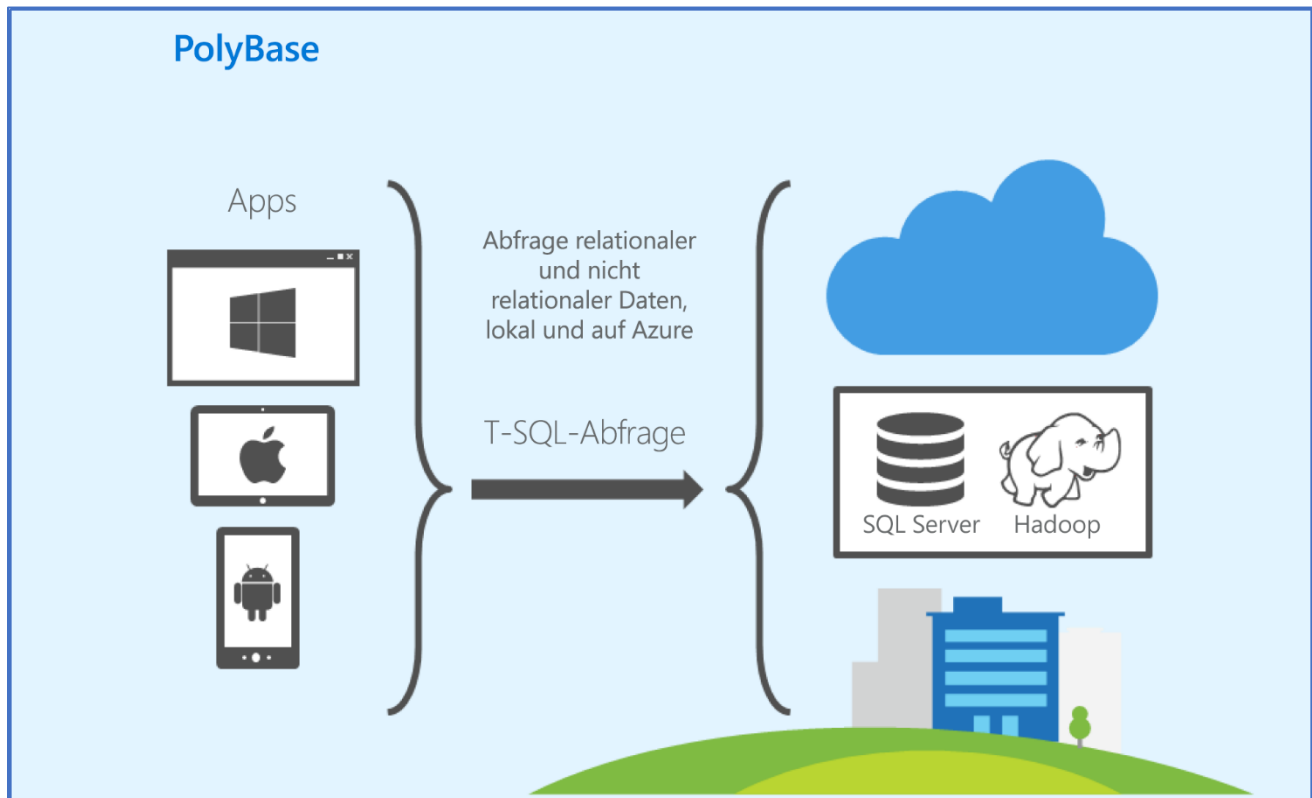 PolyBase
Apps
Abfrage relationaler
und nicht
relationaler Daten,
lokal und auf Azure
T-SQL-Abfrage
SQL Server
Hadoop